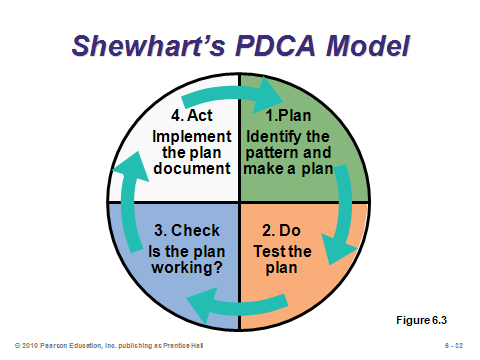 Shewhart's PDCA Model
4. Act
Implement
the plan
document
1.Plan
Identify the
pattern and
make a plan
3. Check
Is the plan
working?
2. Do
Test the
plan
Figure 6.3
© 2010 Pearson Education, Inc. publishing as Prentice Hall
6 - 32